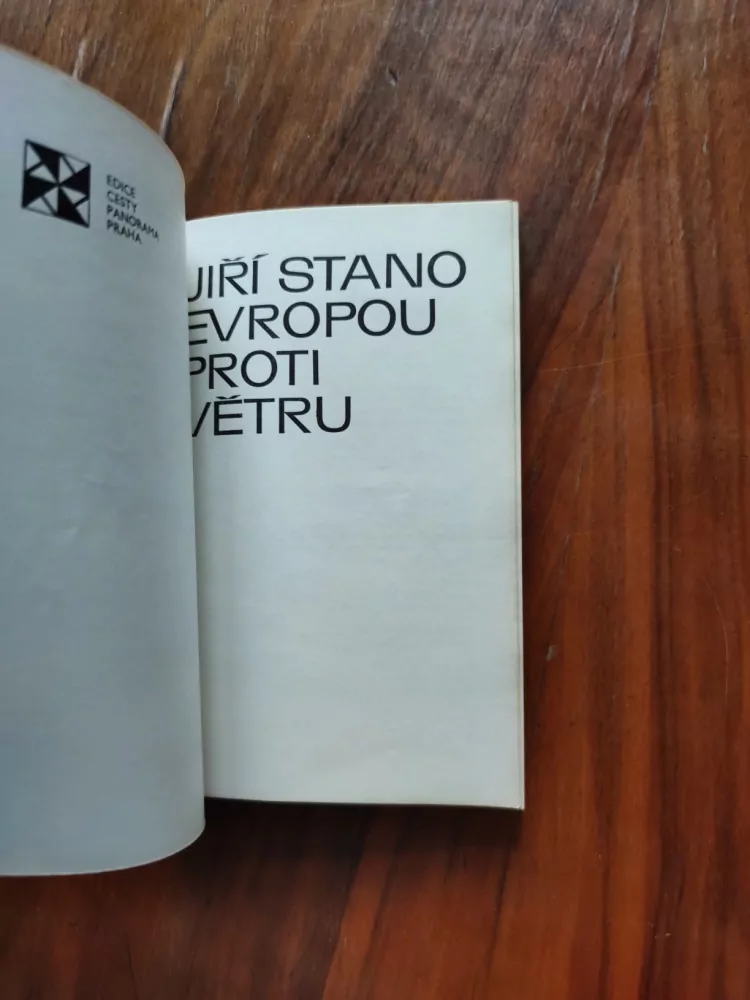 EDICE
CESTY
PANORAMA
PRAHA
JIŘÍ STANO
EVROPOU
PROTI
VĚTRU